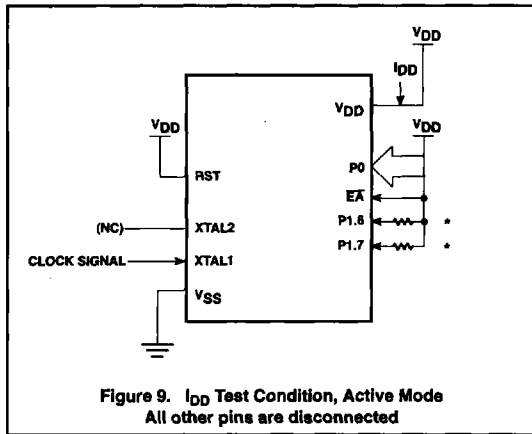 VDD
IDD
VDD
VDD
VDD
P0
RST
EA
(NC)
XTAL2
P1.6 *
CLOCK SIGNAL
XTAL1
P1.7 *
VSS
Figure 9. IDD Test Condition, Active Mode
All other pins are disconnected